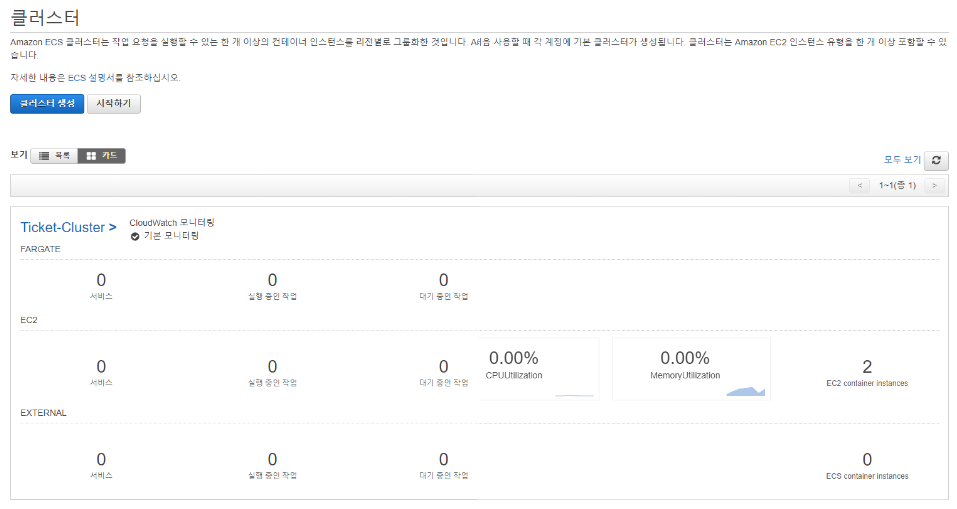 클러스터
Amazon ECS 클러스터는 작업 요청을 실행할 수 있는 한 개 이상의 컨테이너 인스턴스를 리전별로 그룹화한 것입니다. 처음 사용할 때 각 계정에 기본 클러스터가 생성됩니다. 클러스터는 Amazon EC2 인스턴스 유형을 한 개 이상 포함할 수 있
습니다.
자세한 내용은 ECS 설명서를 참조하십시오.
클러스터 생성 시작하기
보기 목록 카드
모두 보기
< 1~1(총 1) >
Ticket-Cluster > CloudWatch 모니터링
기본 모니터링
FARGATE
0 0 0
서비스 실행 중인 작업 대기 중인 작업
EC2
0 0 0 0.00% 0.00% 2
서비스 실행 중인 작업 대기 중인 작업 CPUUtilization MemoryUtilization EC2 container instances
EXTERNAL
0 0 0 0
서비스 실행 중인 작업 대기 중인 작업 ECS container instances